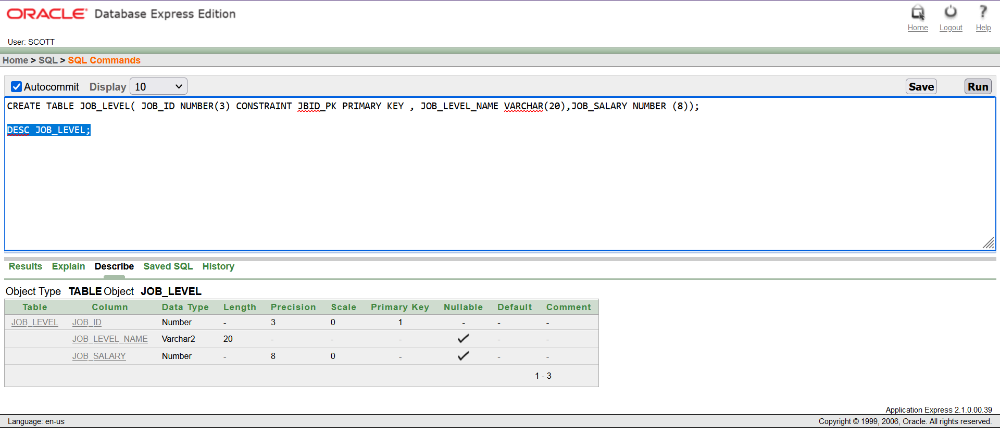 ORACLE Database Express Edition
Home Logout Help
User: SCOTT
Home > SQL > SQL Commands
Autocommit Display 10 Save Run
CREATE TABLE JOB_LEVEL( JOB_ID NUMBER(3) CONSTRAINT JBID_PK PRIMARY KEY , JOB_LEVEL_NAME VARCHAR(20),JOB_SALARY NUMBER (8));
DESC JOB_LEVEL;
Results Explain Describe Saved SQL History
Object Type TABLE Object JOB_LEVEL
Table Column Data Type Length Precision Scale Primary Key Nullable Default Comment
JOB_LEVEL JOB_ID Number - 3 0 1 - - -
JOB_LEVEL_NAME Varchar2 20 - - - ✓ - -
JOB_SALARY Number - 8 0 - ✓ - -
1 - 3
Application Express 2.1.0.00.39
Language: en-us Copyright © 1999, 2006, Oracle. All rights reserved.